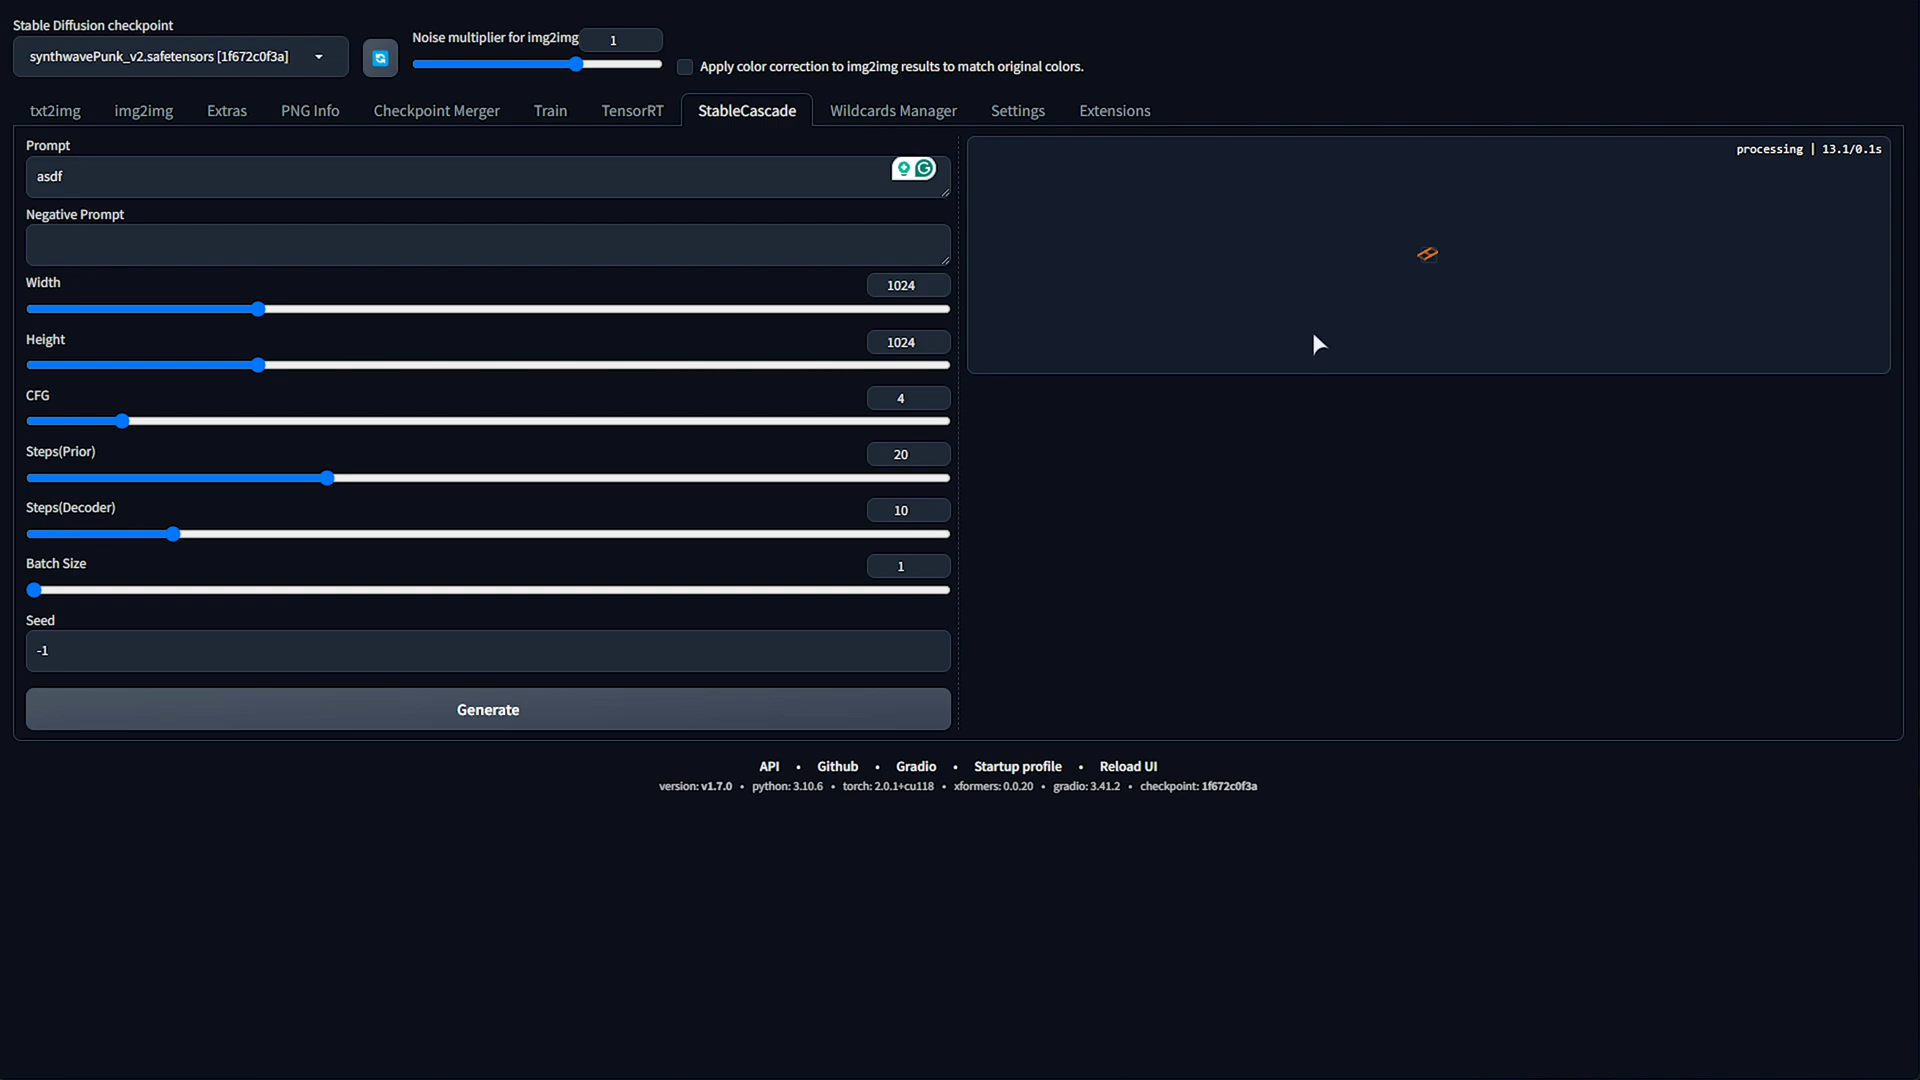 Stable Diffusion checkpoint
synthwavePunk_v2.safetensors [1f672c0f3a]
Noise multiplier for img2img
1
Apply color correction to img2img results to match original colors.
txt2img img2img Extras PNG Info Checkpoint Merger Train TensorRT StableCascade Wildcards Manager Settings Extensions
Prompt
asdf
Negative Prompt
Width
1024
Height
1024
CFG
4
Steps(Prior)
20
Steps(Decoder)
10
Batch Size
1
Seed
-1
Generate
processing | 13.1/0.1s
API • Github • Gradio • Startup profile • Reload UI
version: v1.7.0 • python: 3.10.6 • torch: 2.0.1+cu118 • xformers: 0.0.20 • gradio: 3.41.2 • checkpoint: 1f672c0f3a